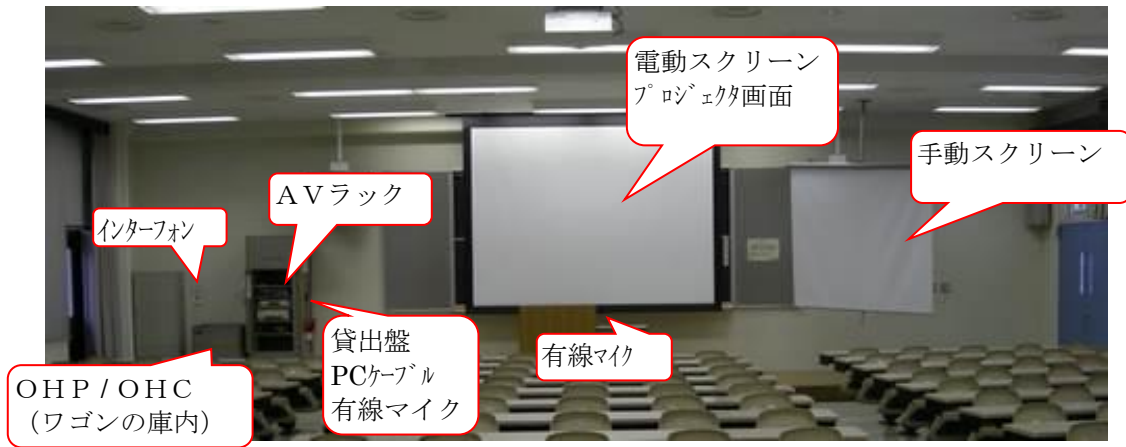 電動スクリーン
ﾌﾟﾛｼﾞｪｸﾀ画面
手動スクリーン
ＡＶラック
ｲﾝﾀｰﾌｫﾝ
貸出盤
PCｹｰﾌﾞﾙ
有線マイク
有線ﾏｲｸ
ＯＨＰ/ＯＨＣ
（ワゴンの庫内）